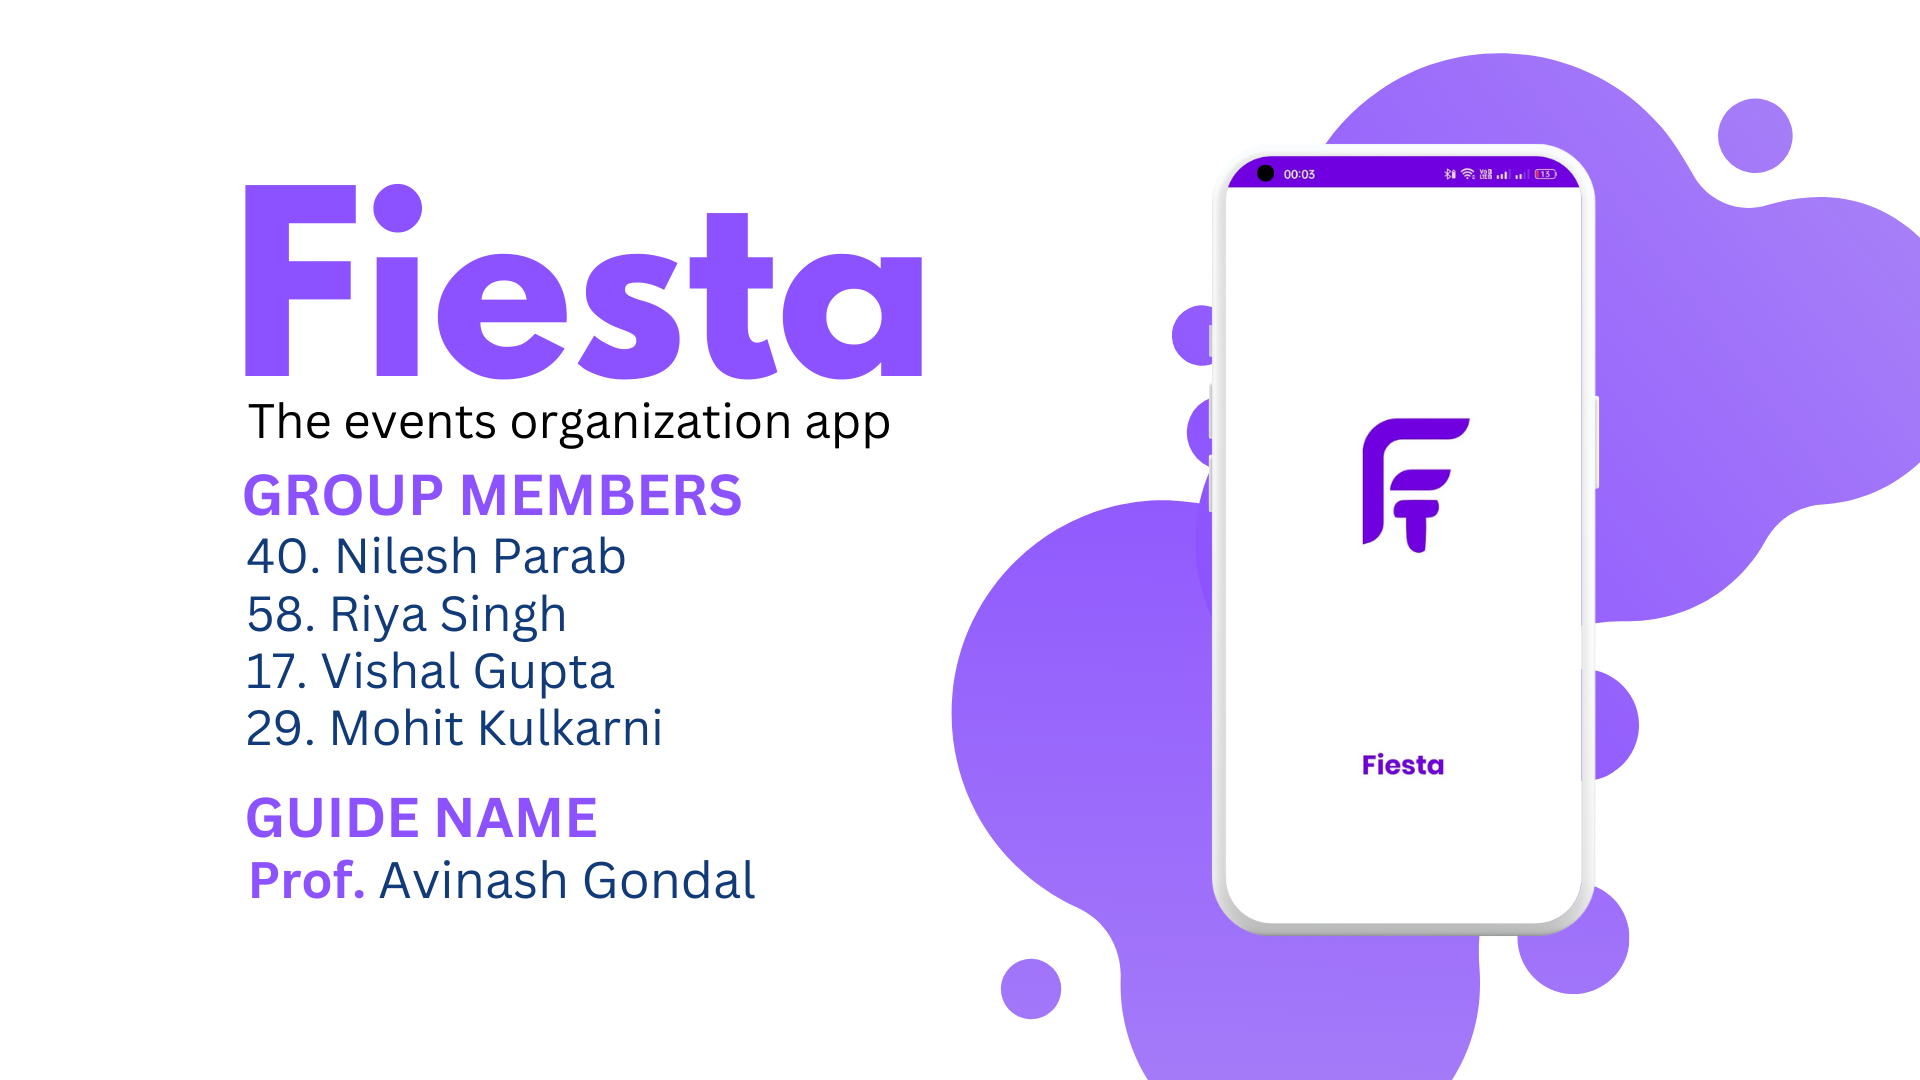 Fiesta
The events organization app
GROUP MEMBERS
40. Nilesh Parab
58. Riya Singh
17. Vishal Gupta
29. Mohit Kulkarni
GUIDE NAME
Prof. Avinash Gondal
00:03
13
Fiesta